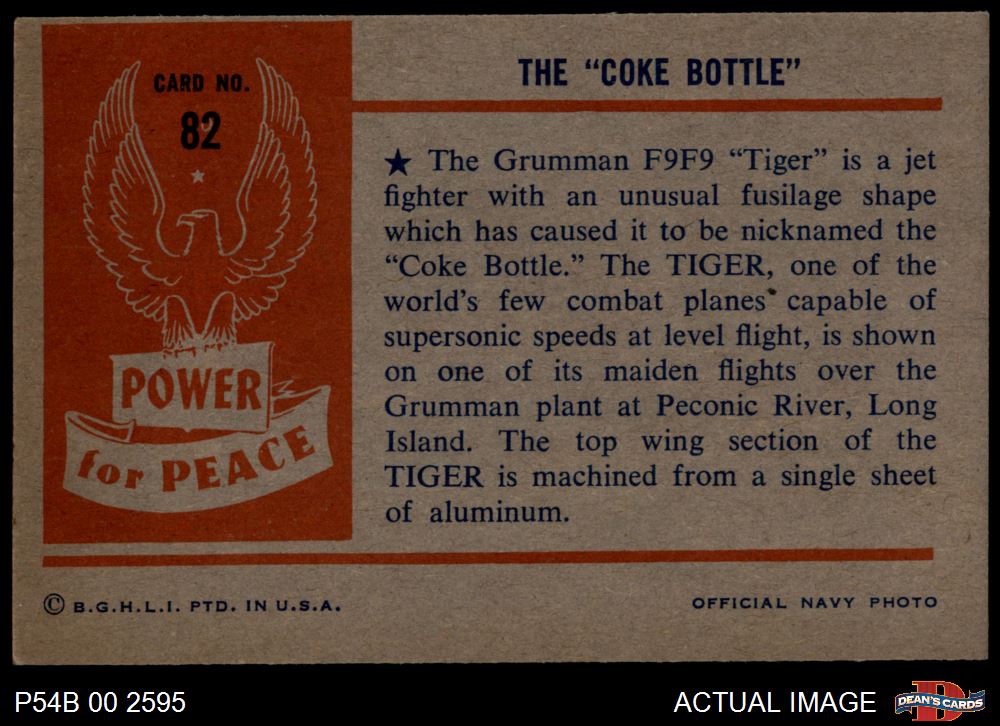 CARD NO.
82
POWER
for PEACE
THE “COKE BOTTLE”
★ The Grumman F9F9 “Tiger” is a jet
fighter with an unusual fusilage shape
which has caused it to be nicknamed the
“Coke Bottle.” The TIGER, one of the
world's few combat planes capable of
supersonic speeds at level flight, is shown
on one of its maiden flights over the
Grumman plant at Peconic River, Long
Island. The top wing section of the
TIGER is machined from a single sheet
of aluminum.
© B.G.H.L.I. PTD. IN U.S.A.
OFFICIAL NAVY PHOTO
P54B 00 2595
ACTUAL IMAGE
D
DEAN'S CARDS